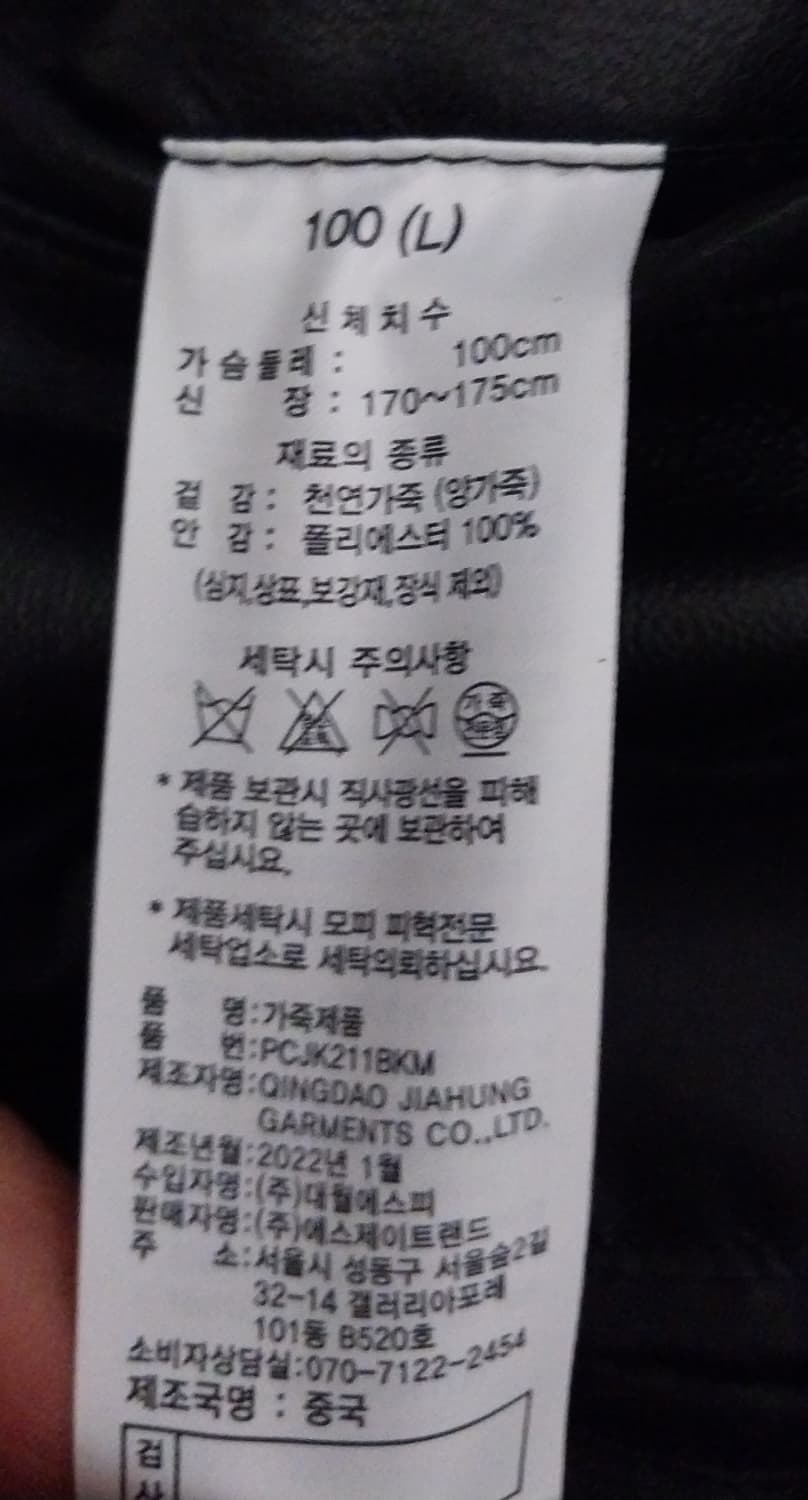 100 (L)
신체치수
가슴둘레 : 100cm
신 장 : 170~175cm
재료의 종류
겉 감 : 천연가죽 (양가죽)
안 감 : 폴리에스터 100%
(심지,상표,보강재,장식 제외)
세탁시 주의사항
가죽
* 제품 보관시 직사광선을 피해
습하지 않는 곳에 보관하여
주십시요.
* 제품세탁시 모피 피혁전문
세탁업소로 세탁의뢰하십시요.
품 명:가죽제품
품 번:PCJK211BKM
제조자명:QINGDAO JIAHUNG
GARMENTS CO.,LTD.
제조년월:2022년 1월
수입자명:(주)대월에스피
판매자명:(주)에스제이트랜드
주 소:서울시 성동구 서울숲2길
32-14 갤러리아포레
101동 B520호
소비자상담실:070-7122-2454
제조국명 : 중국
검
사